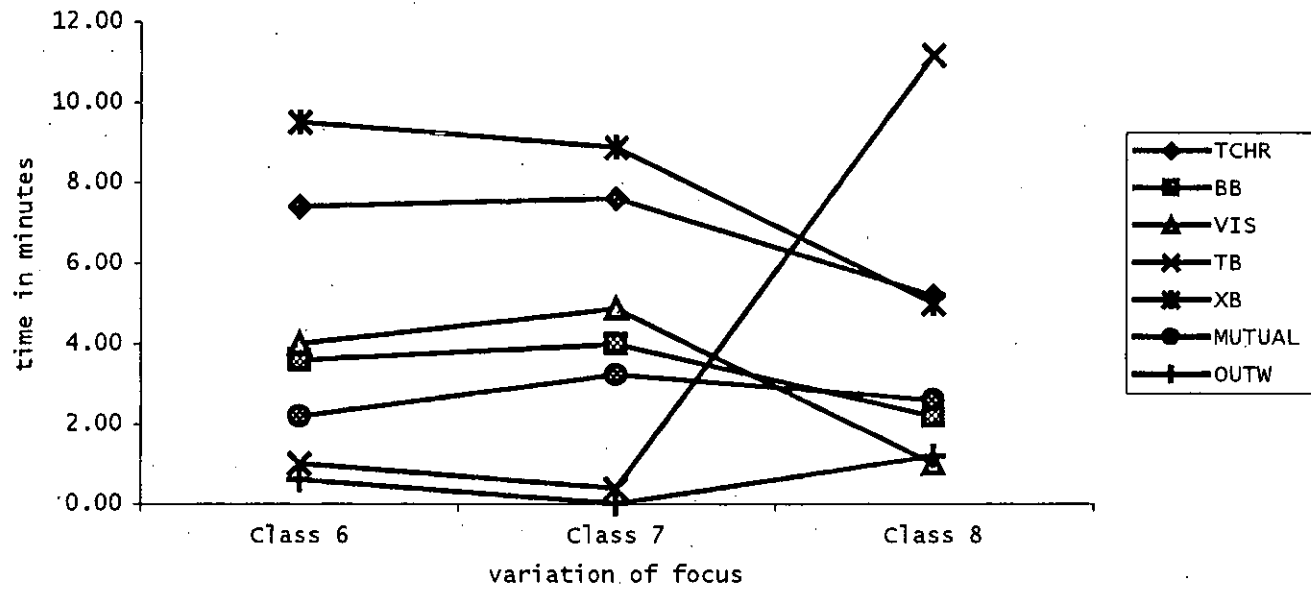 12.00
10.00
8.00
6.00
4.00
2.00
0.00
time in minutes
Class 6
Class 7
Class 8
variation of focus
TCHR
BB
VIS
TB
XB
MUTUAL
OUTW